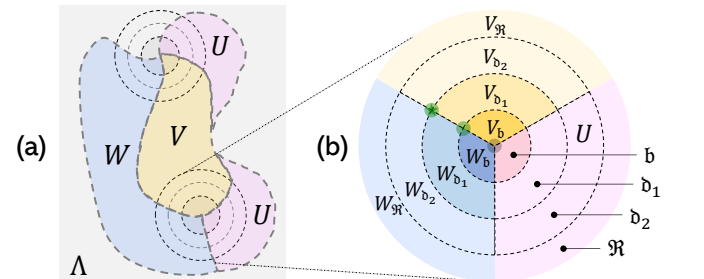 (a)
U
W
V
U
Λ
(b)
V_ℜ
V_𝔡₂
V_𝔡₁
V_𝔟
U
W_𝔟
W_𝔡₁
W_𝔡₂
W_ℜ
𝔟
𝔡₁
𝔡₂
ℜ